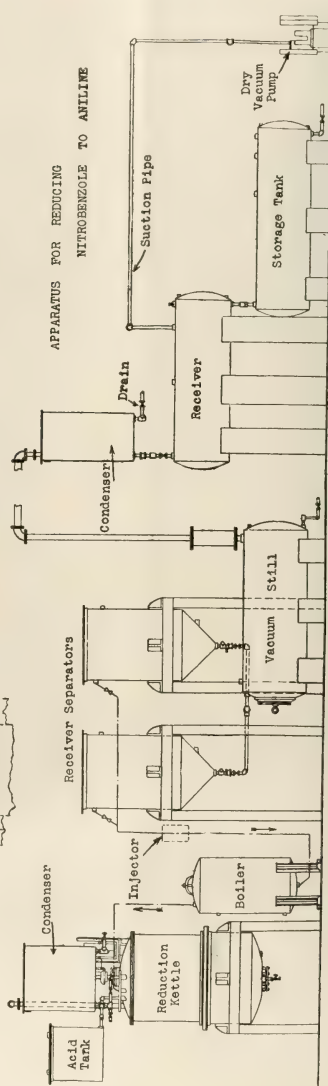 APPARATUS FOR REDUCING
NITROBENZOLE TO ANILINE
Acid
Tank
Condenser
Reduction
Kettle
Injector
Boiler
Receiver Separators
Vacuum Still
Condenser
Drain
Receiver
Suction Pipe
Storage Tank
Dry
Vacuum
Pump